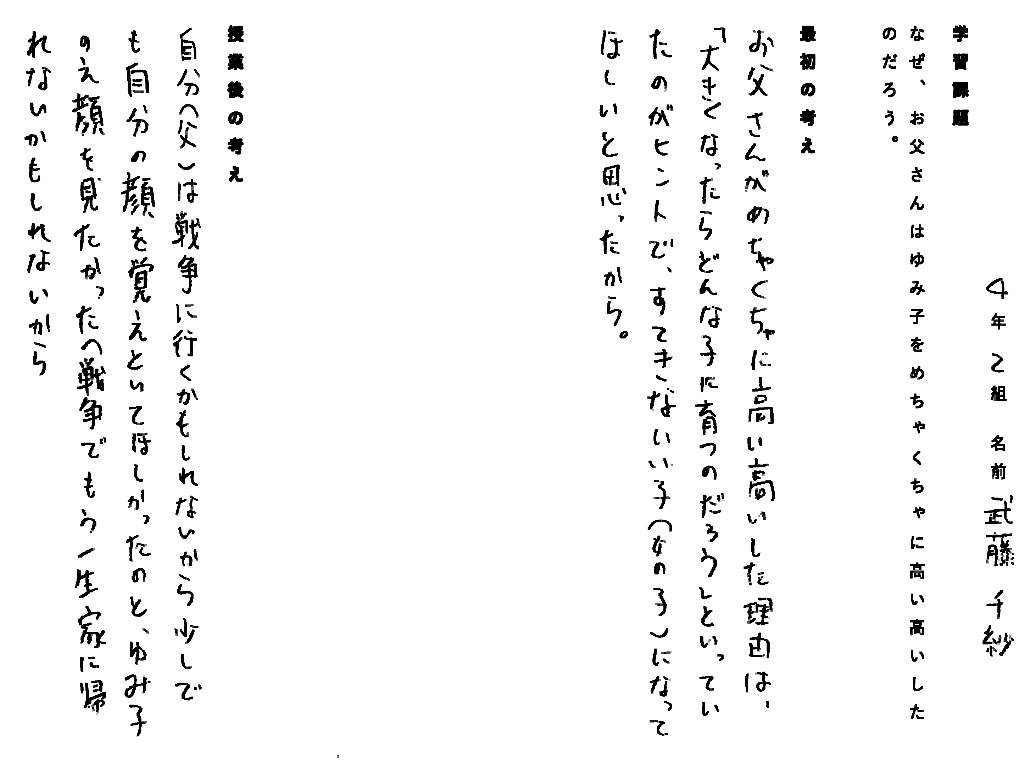 4年2組 名前 武藤 千紗
学習課題
なぜ、お父さんはゆみ子をめちゃくちゃに高い高いした
のだろう。
最初の考え
お父さんがめちゃくちゃに高い高いした理由は、
「大きくなったらどんな子に育つのだろう」といってい
たのがヒントで、すてきないい子(女の子)になって
ほしいと思ったから。
授業後の考え
自分(父)は戦争に行くかもしれないから少しで
も自分の顔を覚えといてほしかったのと、ゆみ子
のえ顔を見たかった(戦争でもう一生家に帰
れないかもしれないから